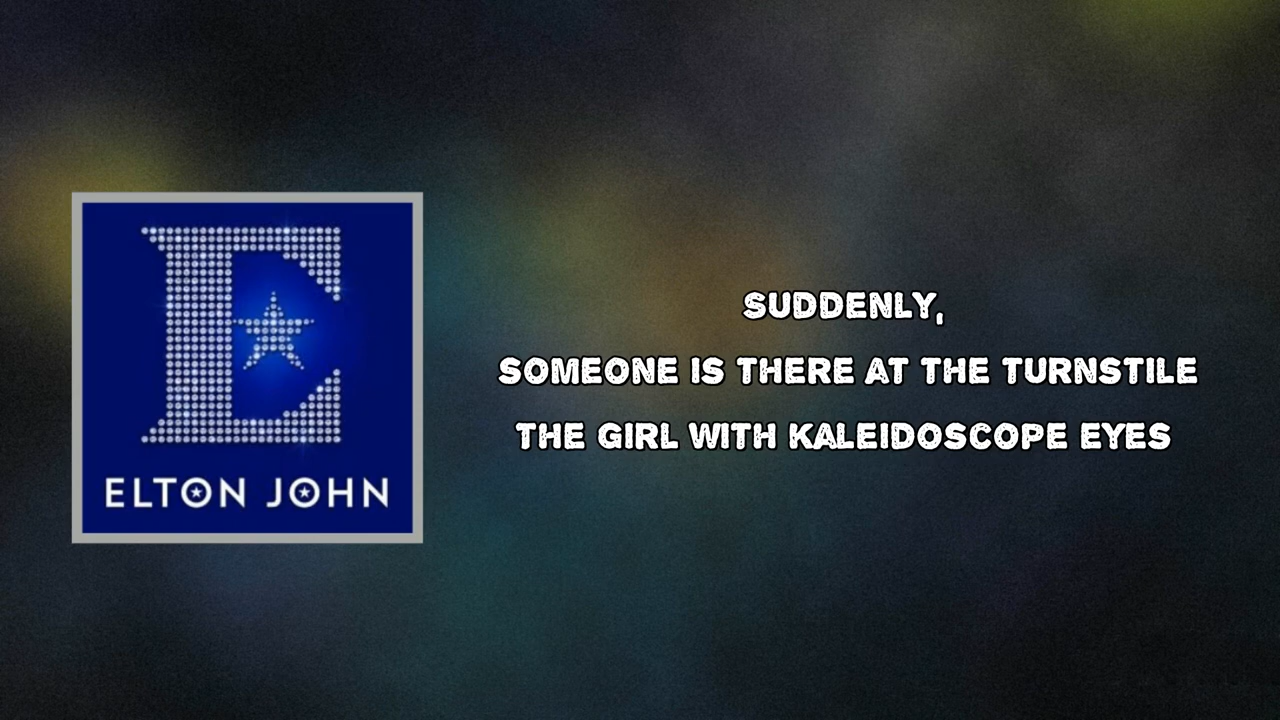 ELTON JOHN
SUDDENLY,
SOMEONE IS THERE AT THE TURNSTILE
THE GIRL WITH KALEIDOSCOPE EYES